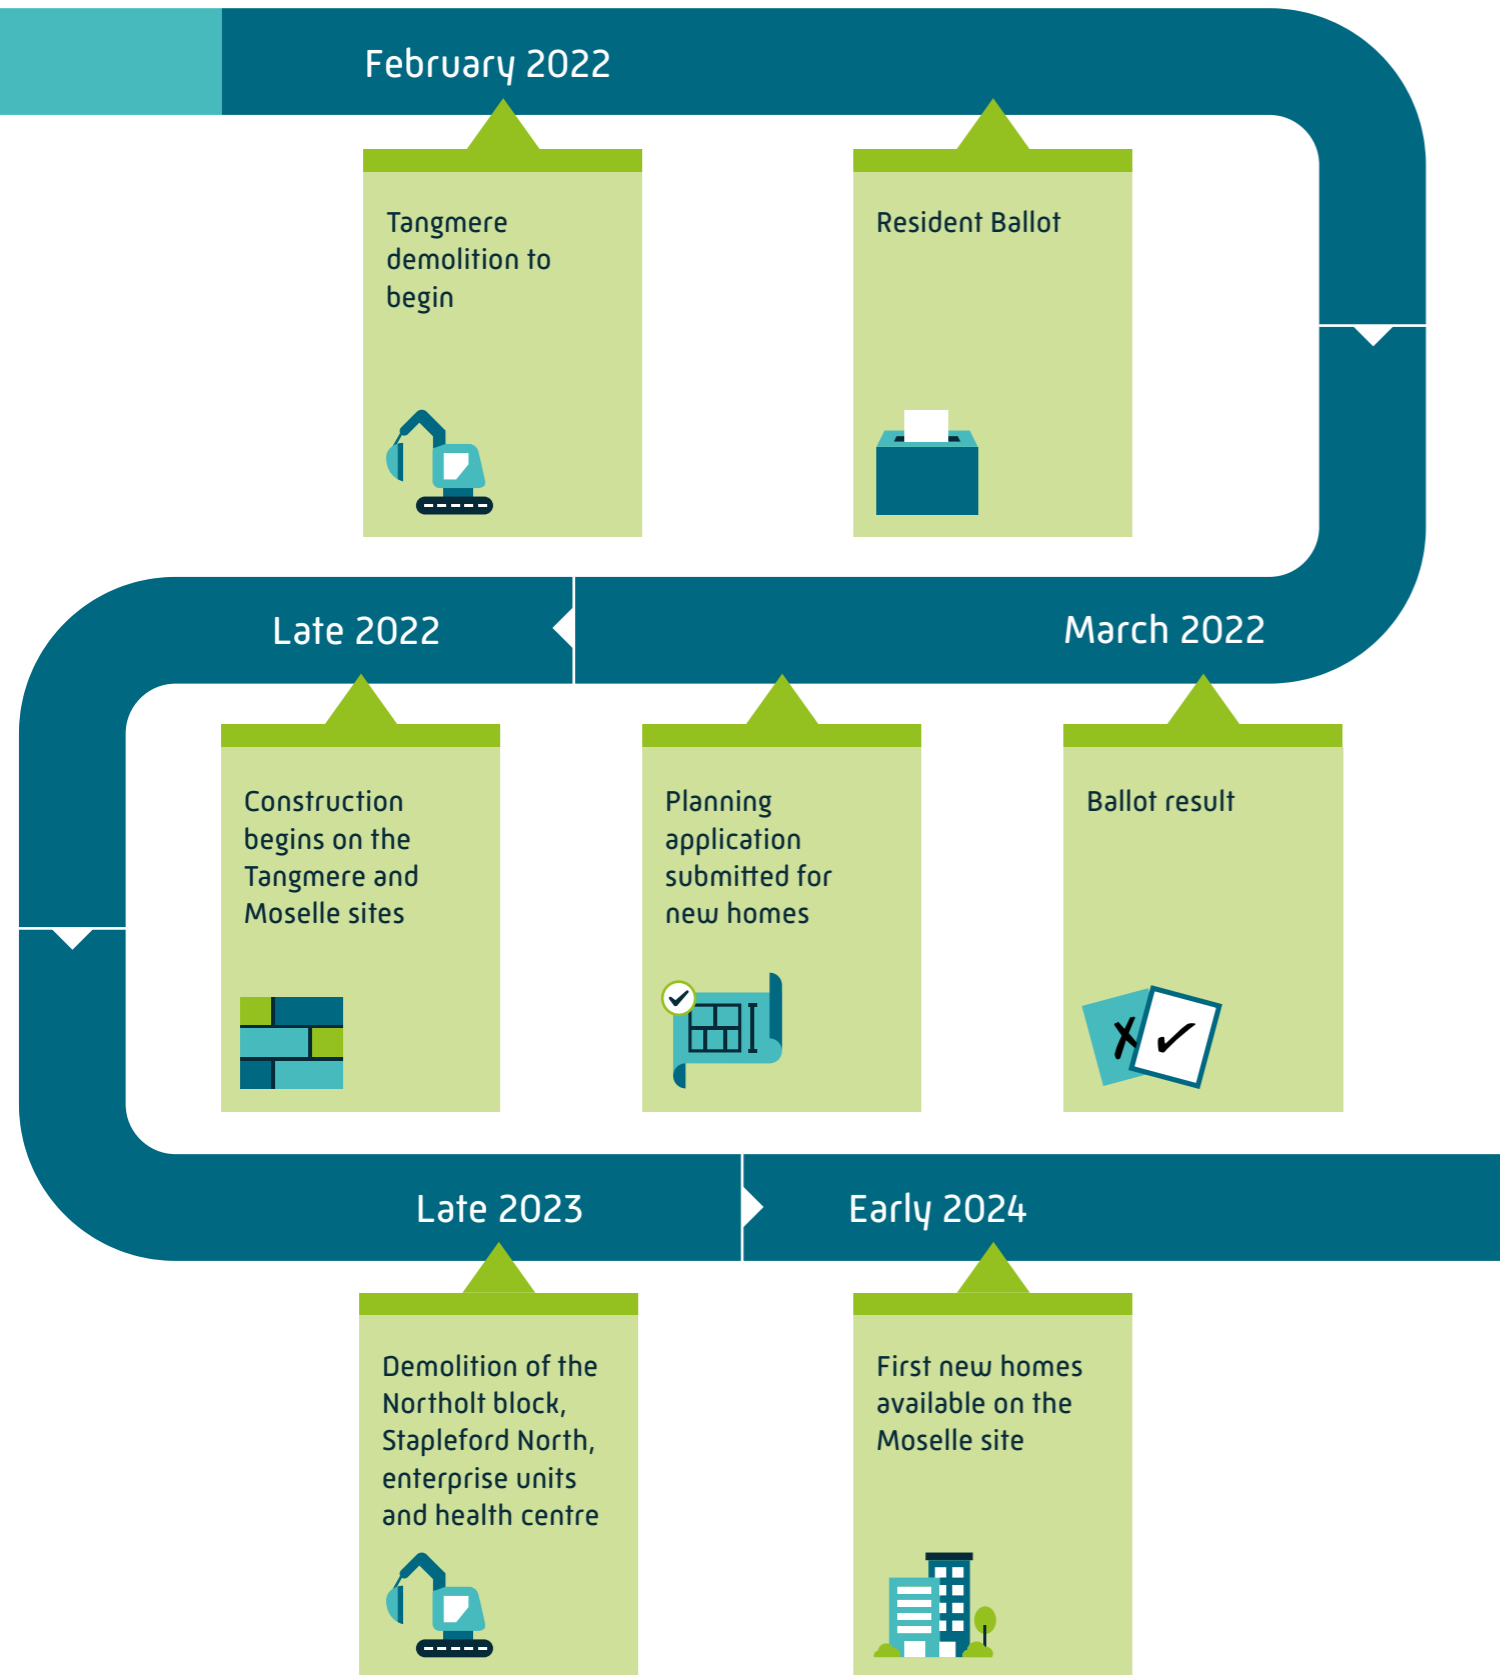 February 2022
Tangmere
demolition to
begin
Resident Ballot
March 2022
Ballot result
Planning
application
submitted for
new homes
Late 2022
Construction
begins on the
Tangmere and
Moselle sites
Late 2023
Demolition of the
Northolt block,
Stapleford North,
enterprise units
and health centre
Early 2024
First new homes
available on the
Moselle site